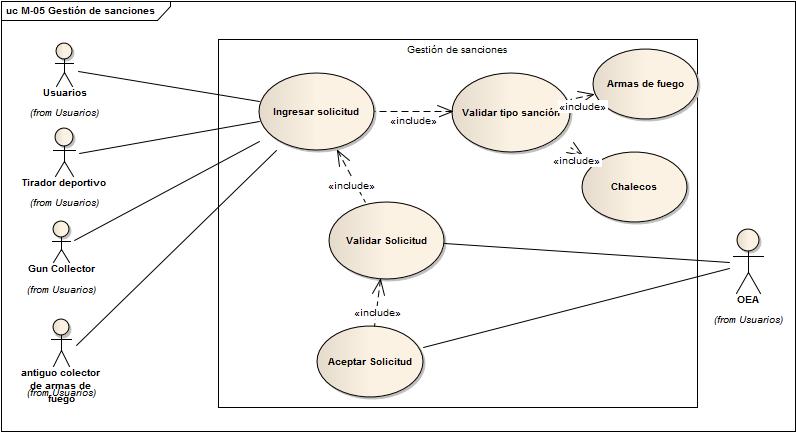 uc M-05 Gestión de sanciones
Gestión de sanciones
Usuarios
(from Usuarios)
Tirador deportivo
(from Usuarios)
Gun Collector
(from Usuarios)
antiguo colector
de armas de
fuego
(from Usuarios)
Ingresar solicitud
«include»
Validar tipo sanción
«include»
Armas de fuego
«include»
Chalecos
«include»
Validar Solicitud
«include»
Aceptar Solicitud
OEA
(from Usuarios)